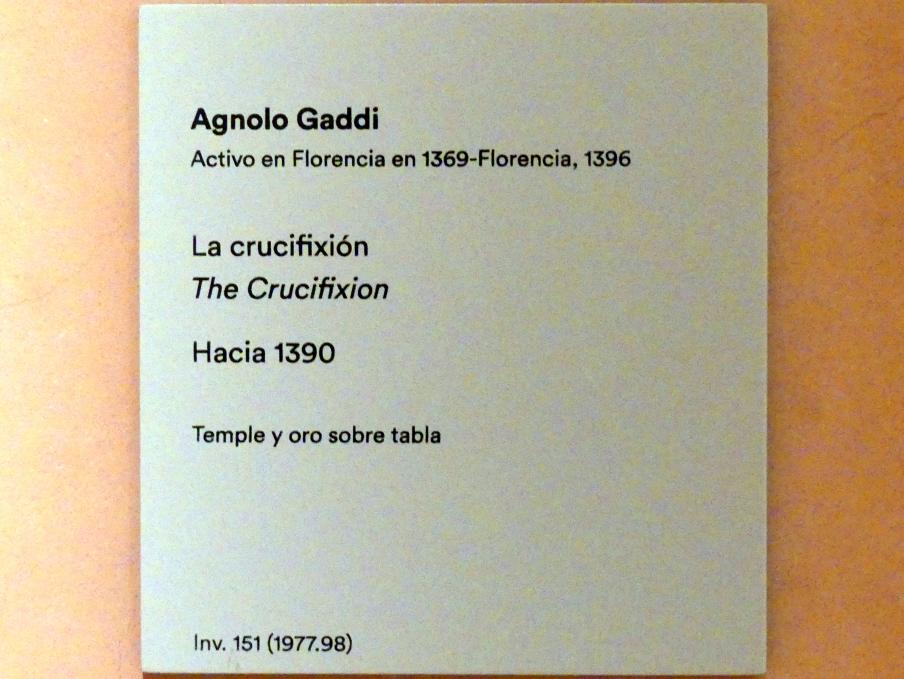 Agnolo Gaddi
Activo en Florencia en 1369-Florencia, 1396
La crucifixión
The Crucifixion
Hacia 1390
Temple y oro sobre tabla
Inv. 151 (1977.98)